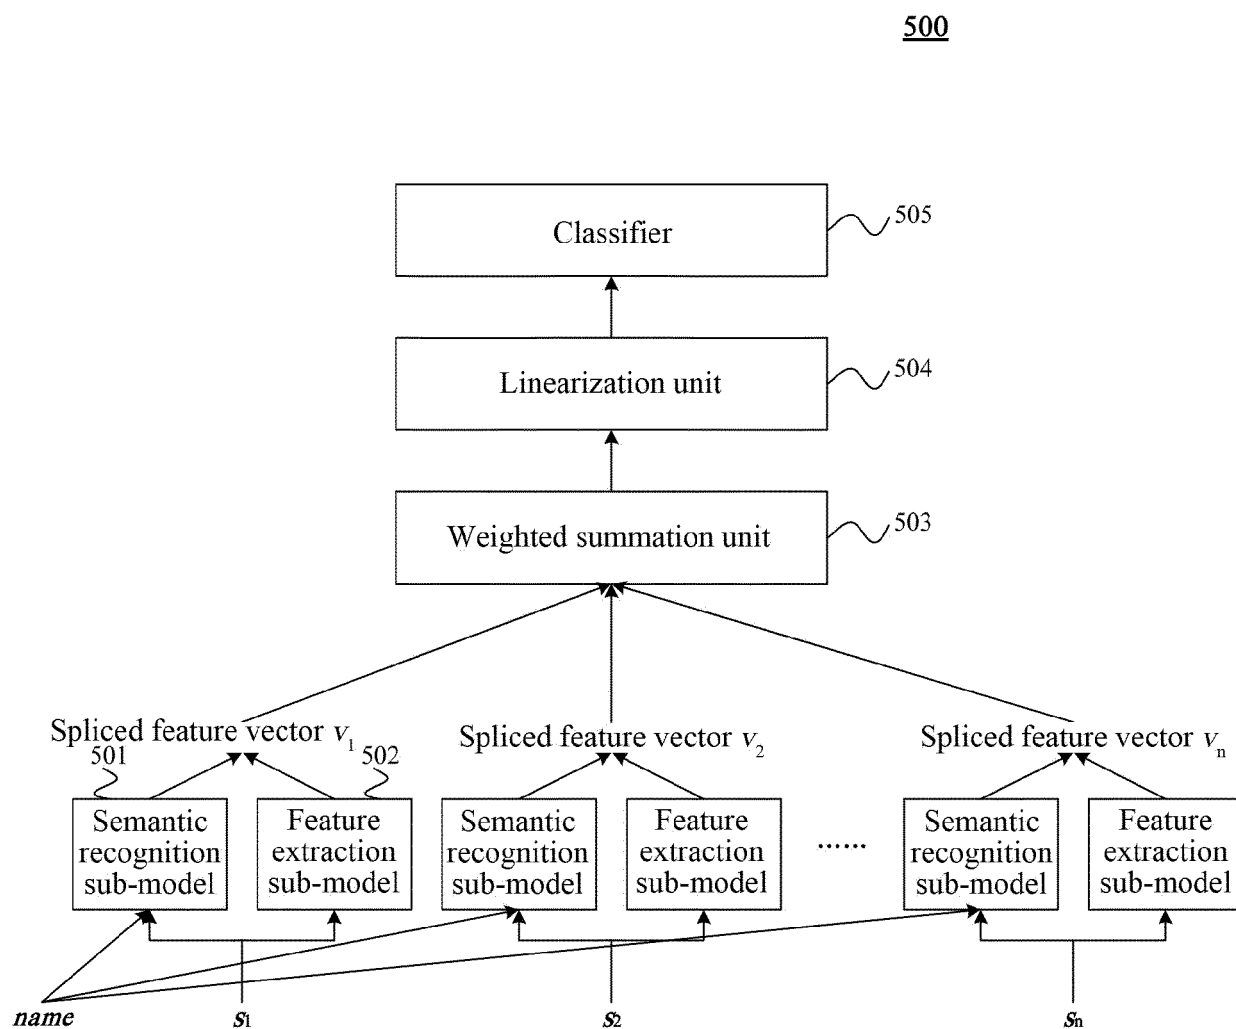 500
Classifier
505
Linearization unit
504
Weighted summation unit
503
Spliced feature vector v1
Spliced feature vector v2
Spliced feature vector vn
501
502
Semantic
recognition
sub-model
Feature
extraction
sub-model
Semantic
recognition
sub-model
Feature
extraction
sub-model
......
Semantic
recognition
sub-model
Feature
extraction
sub-model
name
s1
s2
sn